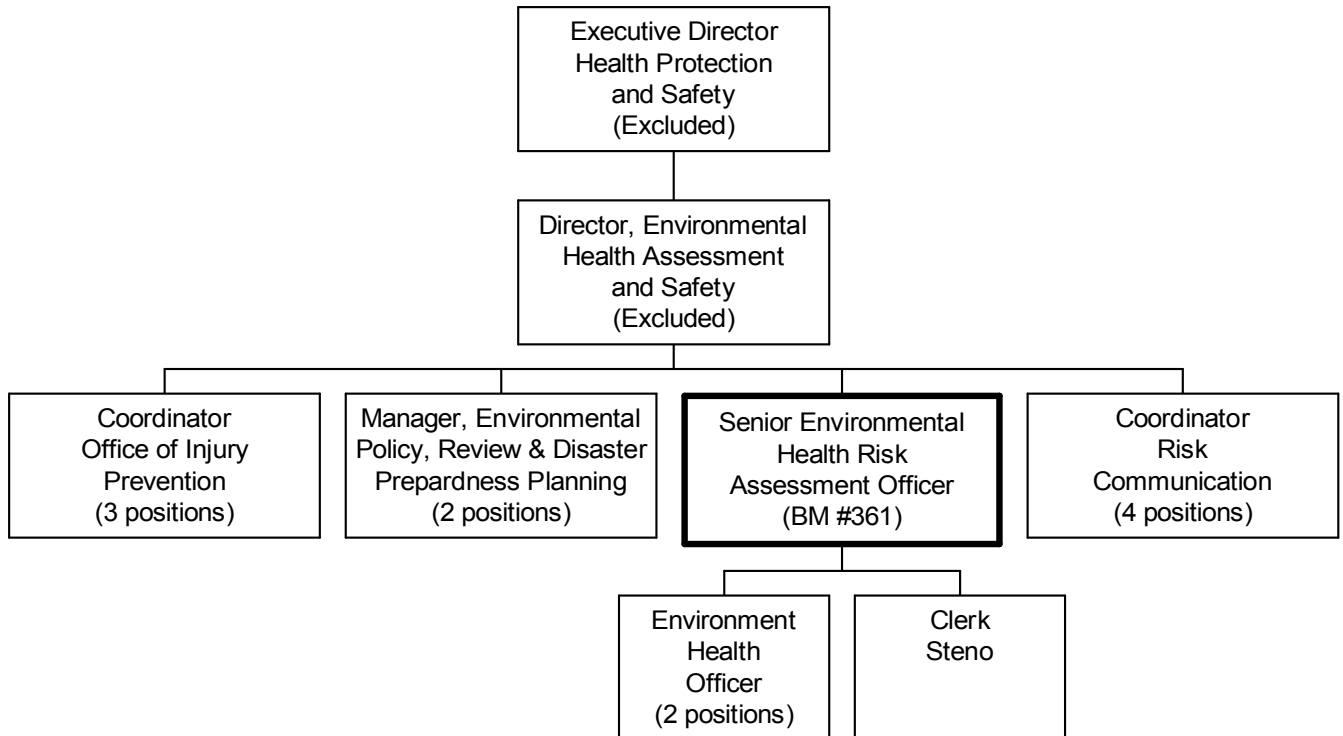 Executive Director
Health Protection
and Safety
(Excluded)
Director, Environmental
Health Assessment
and Safety
(Excluded)
Coordinator
Office of Injury
Prevention
(3 positions)
Manager, Environmental
Policy, Review & Disaster
Prepardness Planning
(2 positions)
Senior Environmental
Health Risk
Assessment Officer
(BM #361)
Coordinator
Risk
Communication
(4 positions)
Environment
Health
Officer
(2 positions)
Clerk
Steno